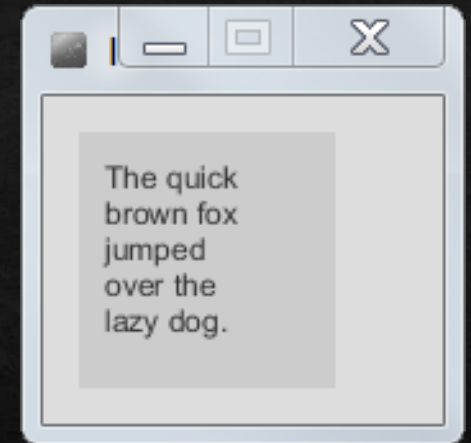 The quick
brown fox
jumped
over the
lazy dog.